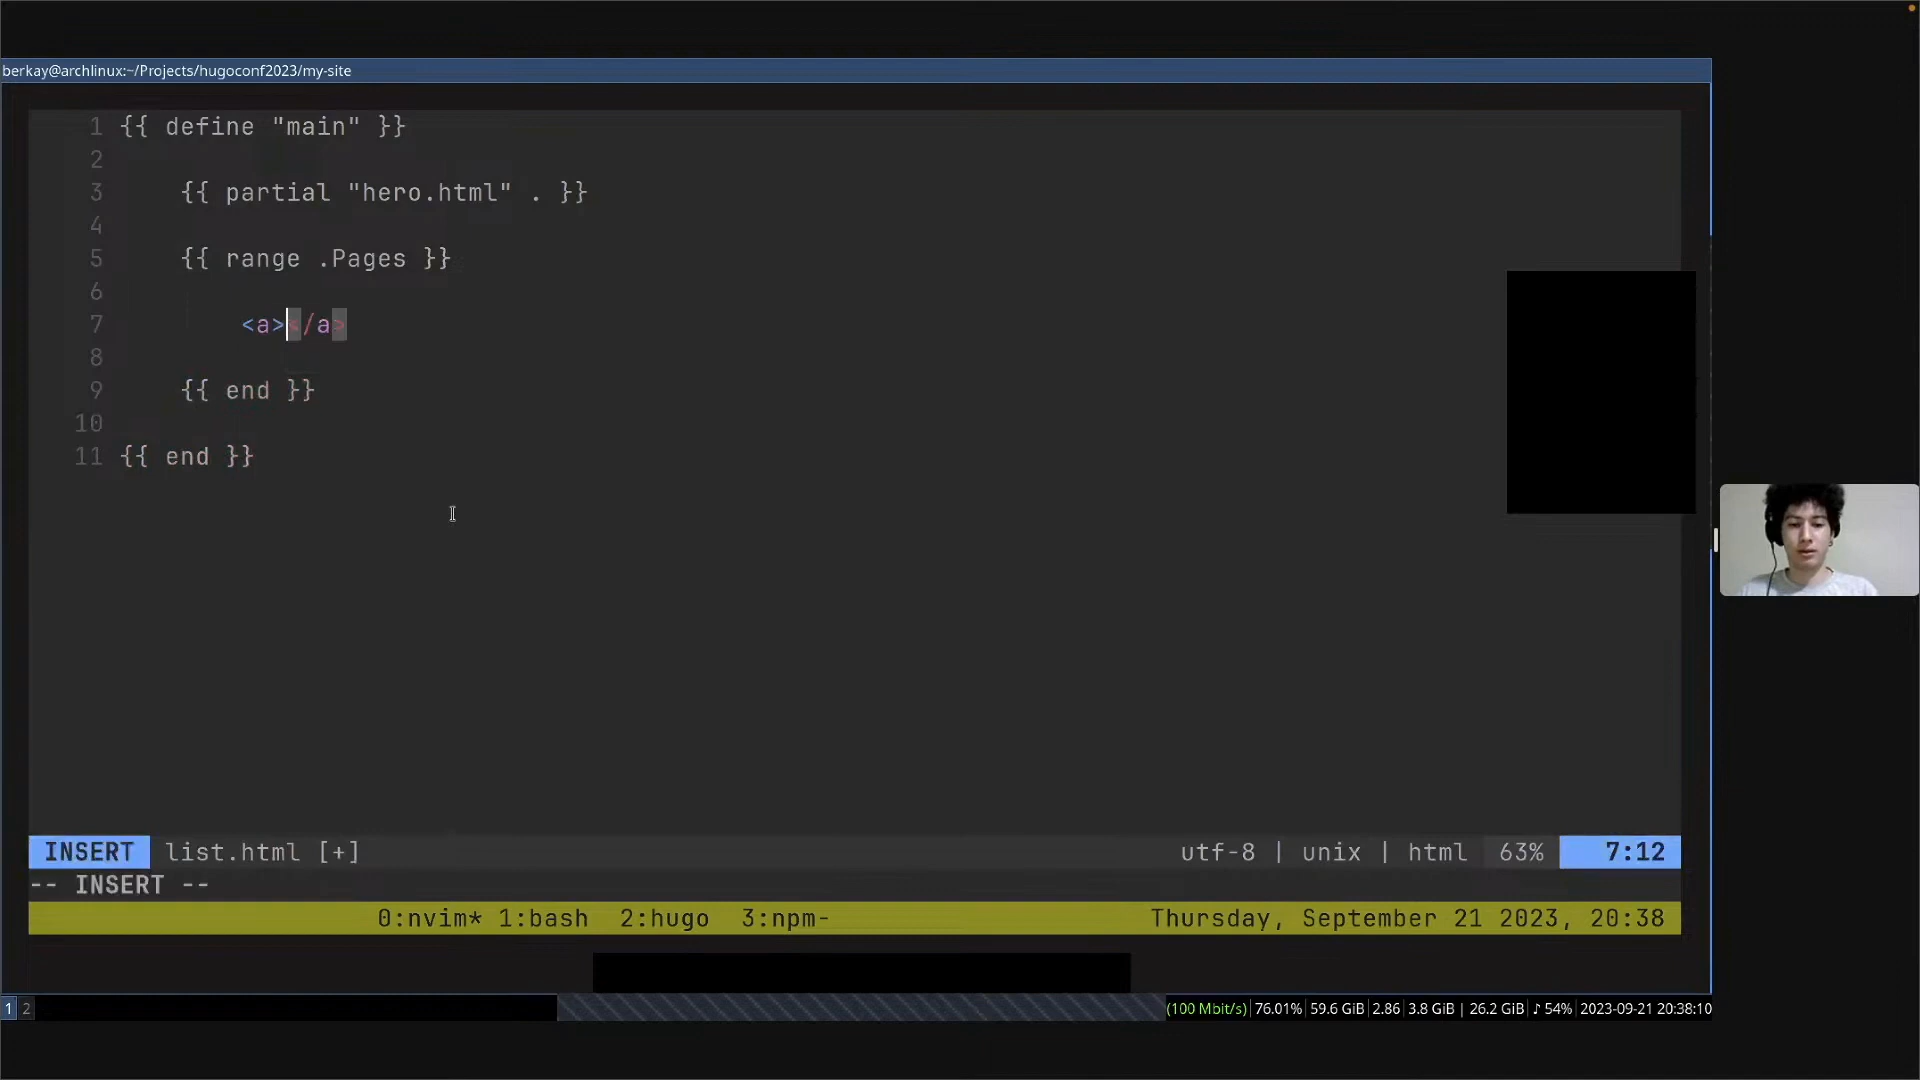 berkay@archlinux:~/Projects/hugoconf2023/my-site
1 {{ define "main" }}
2
3 {{ partial "hero.html" . }}
4
5 {{ range .Pages }}
6
7 <a></a>
8
9 {{ end }}
10
11 {{ end }}
INSERT list.html [+] utf-8 | unix | html 63% 7:12
-- INSERT --
0:nvim* 1:bash 2:hugo 3:npm- Thursday, September 21 2023, 20:38
1 2 (100 Mbit/s) 76.01% 59.6 GiB 2.86 3.8 GiB | 26.2 GiB ♪ 54% 2023-09-21 20:38:10